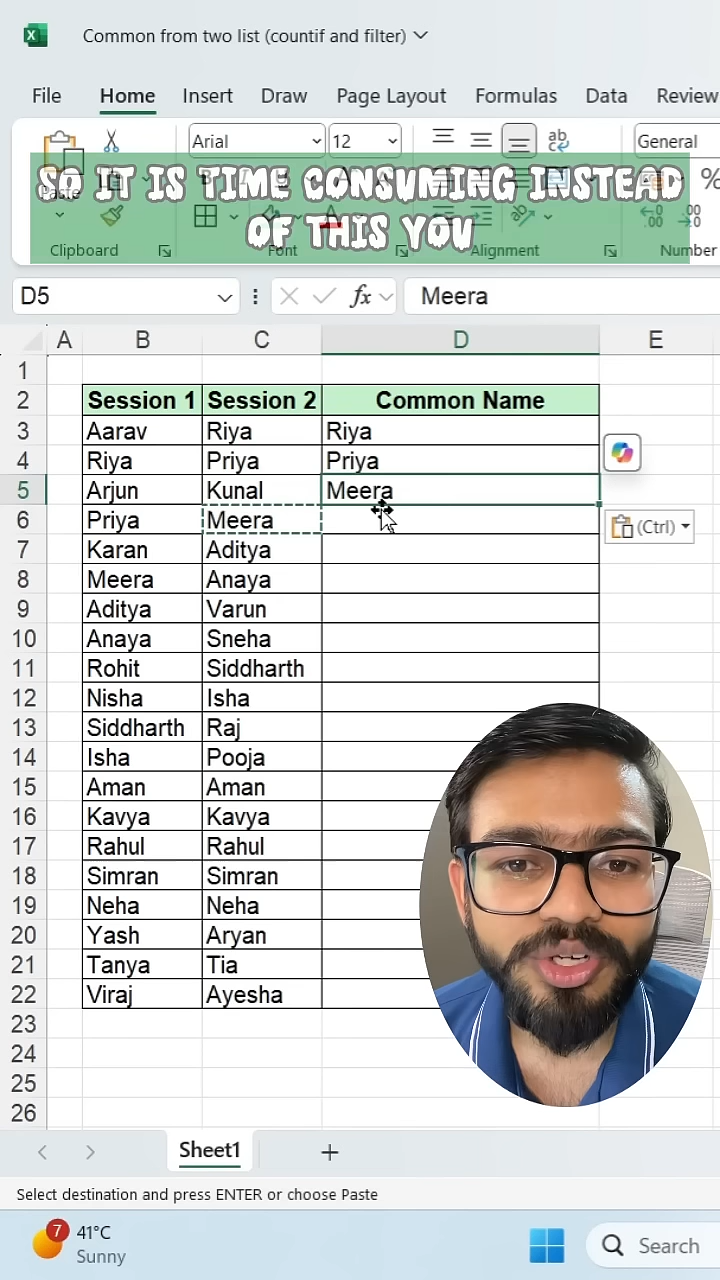 Common from two list (countif and filter)
File Home Insert Draw Page Layout Formulas Data Review
Arial 12 ab General
SO IT IS TIME CONSUMING INSTEAD
OF THIS YOU
Paste %
Clipboard Font Alignment Number
D5 fx Meera
A B C D E
1
2 Session 1 Session 2 Common Name
3 Aarav Riya Riya
4 Riya Priya Priya
5 Arjun Kunal Meera
6 Priya Meera
(Ctrl)
7 Karan Aditya
8 Meera Anaya
9 Aditya Varun
10 Anaya Sneha
11 Rohit Siddharth
12 Nisha Isha
13 Siddharth Raj
14 Isha Pooja
15 Aman Aman
16 Kavya Kavya
17 Rahul Rahul
18 Simran Simran
19 Neha Neha
20 Yash Aryan
21 Tanya Tia
22 Viraj Ayesha
23
24
25
26
Sheet1
Select destination and press ENTER or choose Paste
7 41°C
Sunny
Search